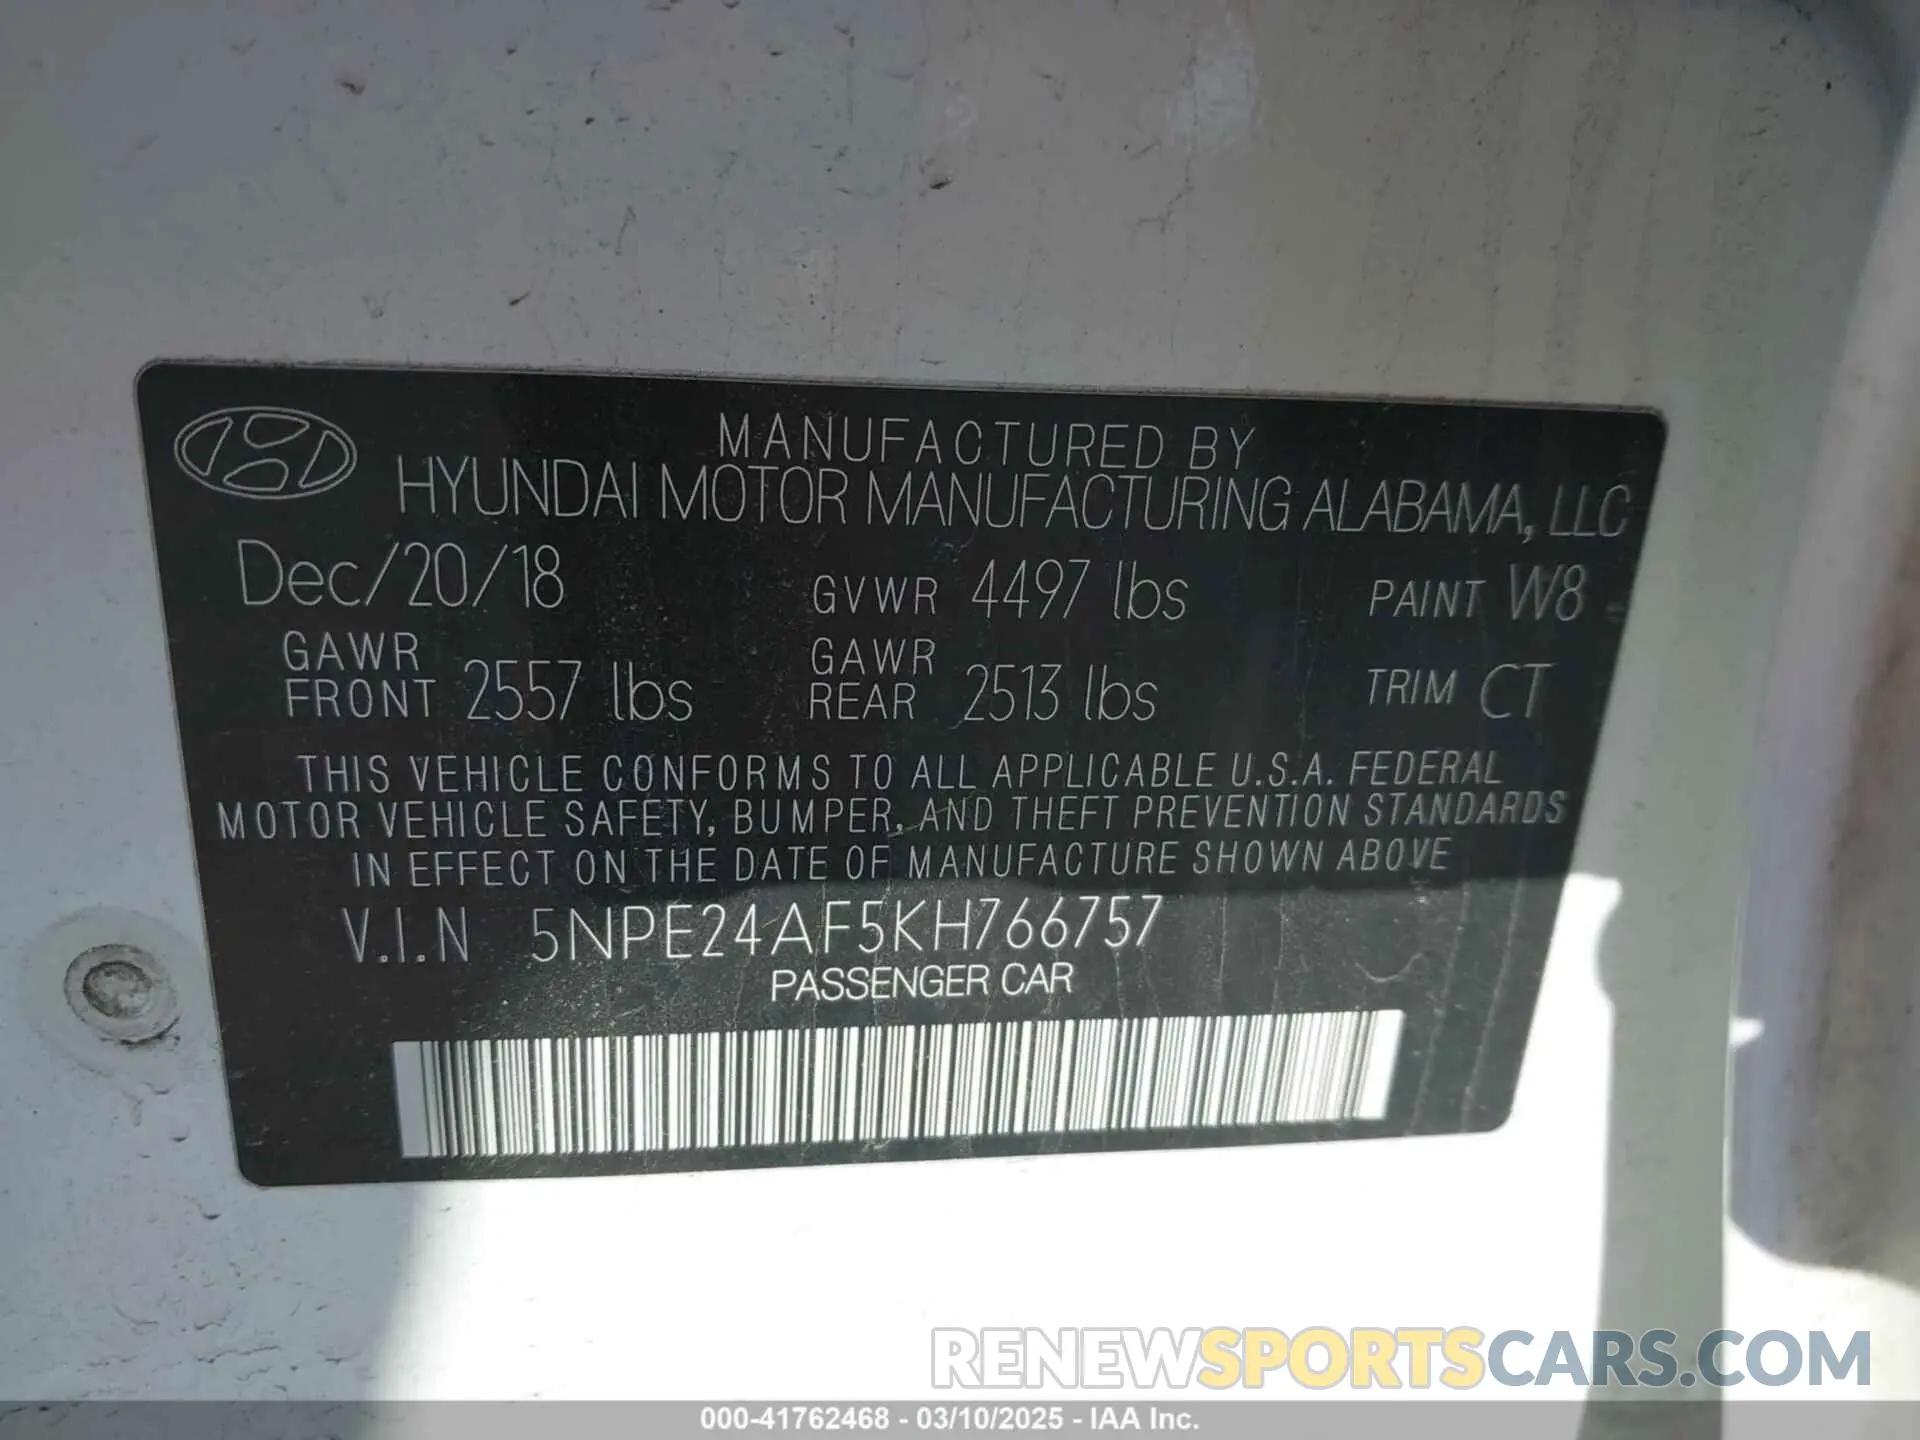 MANUFACTURED BY
HYUNDAI MOTOR MANUFACTURING ALABAMA, LLC
Dec/20/18 GVWR 4497 lbs PAINT W8
GAWR FRONT 2557 lbs GAWR REAR 2513 lbs TRIM CT
THIS VEHICLE CONFORMS TO ALL APPLICABLE U.S.A. FEDERAL
MOTOR VEHICLE SAFETY, BUMPER, AND THEFT PREVENTION STANDARDS
IN EFFECT ON THE DATE OF MANUFACTURE SHOWN ABOVE
V.I.N 5NPE24AF5KH766757
PASSENGER CAR
RENEWSPORTSCARS.COM
000-41762468 - 03/10/2025 - IAA Inc.